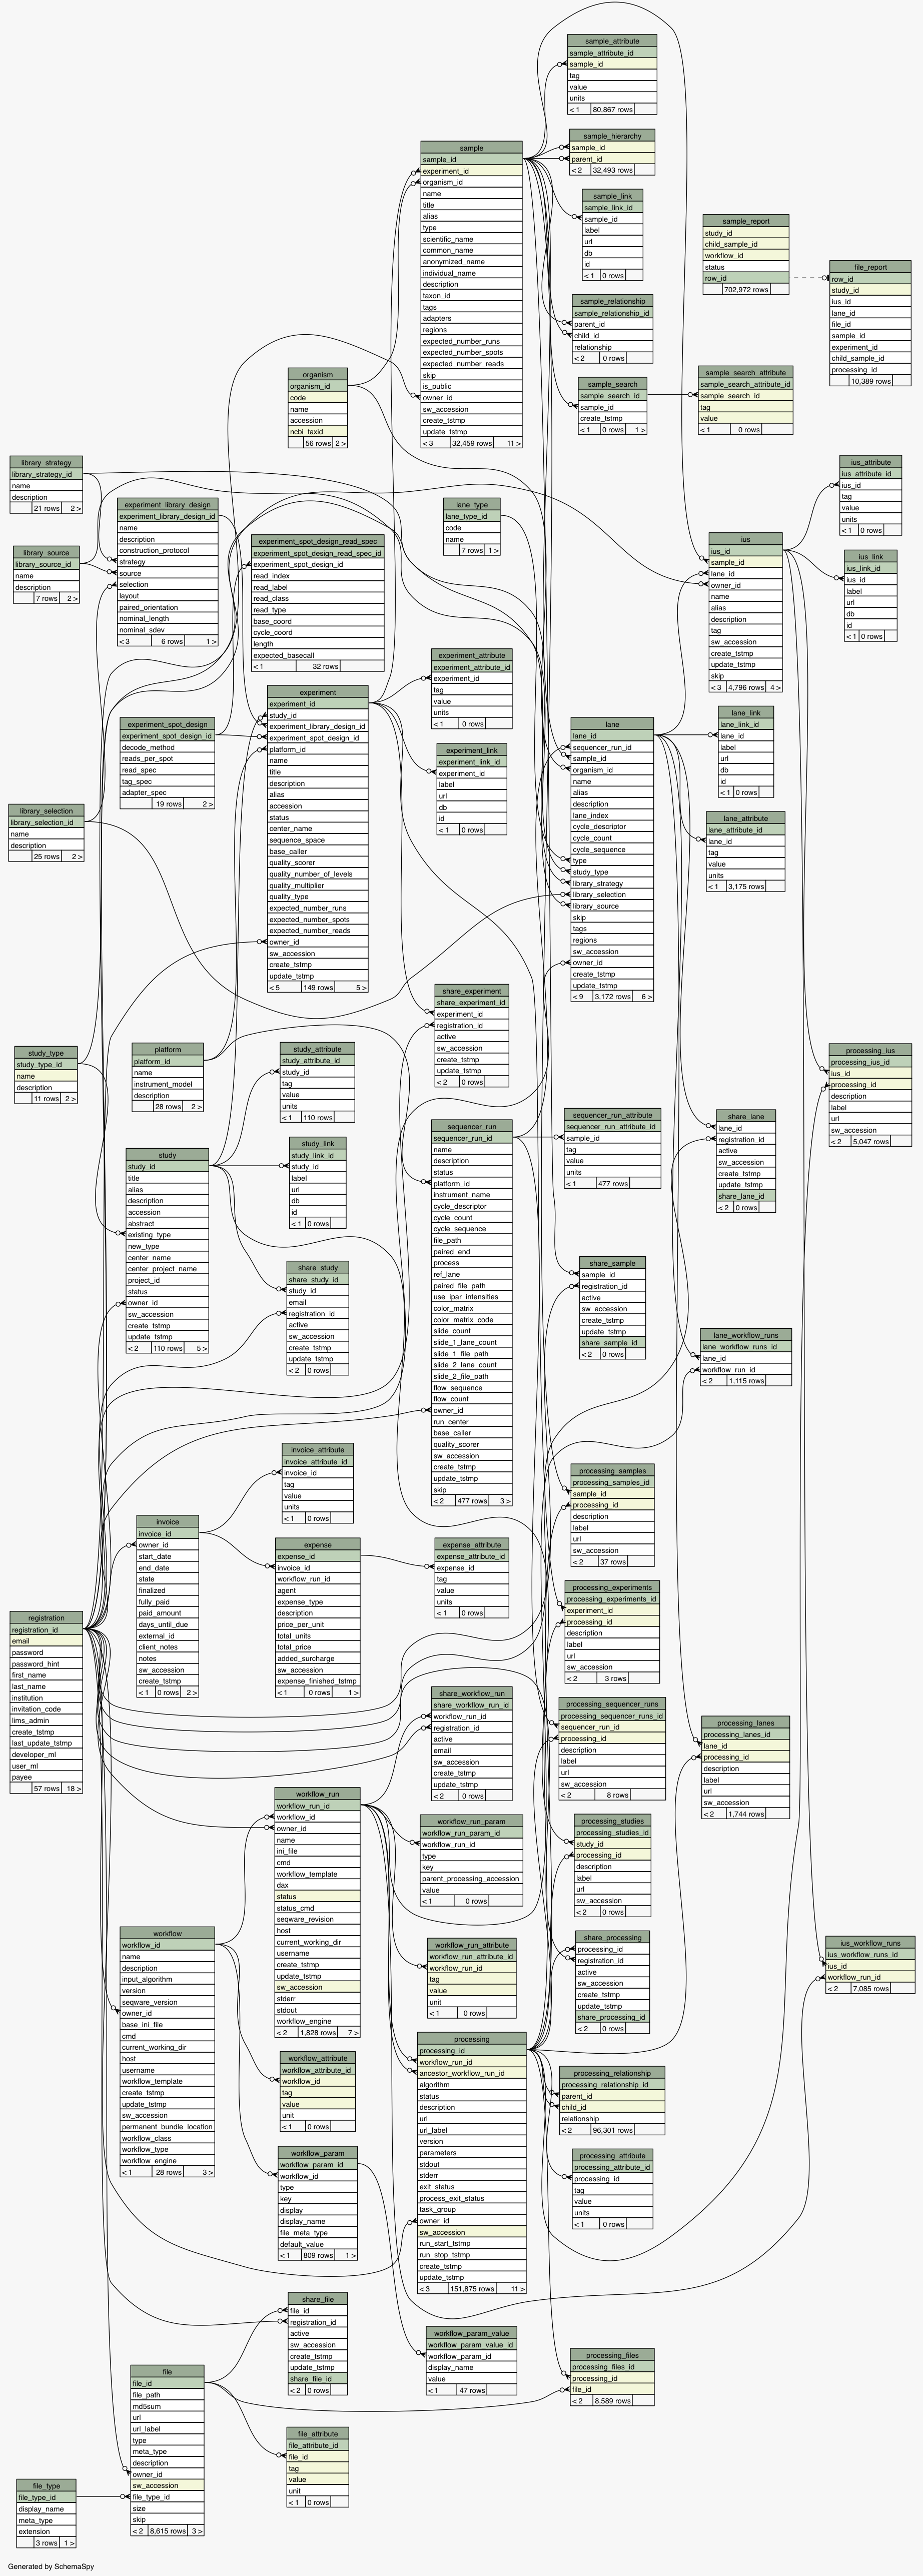 sample_attribute
sample_attribute_id
sample_id
tag
value
units
< 1 80,867 rows
sample_hierarchy
sample_id
parent_id
< 2 32,493 rows
sample
sample_id
experiment_id
organism_id
name
title
alias
type
scientific_name
common_name
anonymized_name
individual_name
description
taxon_id
tags
adapters
regions
expected_number_runs
expected_number_spots
expected_number_reads
skip
is_public
owner_id
sw_accession
create_tstmp
update_tstmp
< 3 32,459 rows 11 >
sample_link
sample_link_id
sample_id
label
url
db
id
< 1 0 rows
sample_report
study_id
child_sample_id
workflow_id
status
row_id
702,972 rows
file_report
row_id
study_id
ius_id
lane_id
file_id
sample_id
experiment_id
child_sample_id
processing_id
10,389 rows
sample_relationship
sample_relationship_id
parent_id
child_id
relationship
< 2 0 rows
organism
organism_id
code
name
accession
ncbi_taxid
56 rows 2 >
sample_search
sample_search_id
sample_id
create_tstmp
< 1 0 rows 1 >
sample_search_attribute
sample_search_attribute_id
sample_search_id
tag
value
< 1 0 rows
library_strategy
library_strategy_id
name
description
21 rows 2 >
ius_attribute
ius_attribute_id
ius_id
tag
value
units
< 1 0 rows
experiment_library_design
experiment_library_design_id
name
description
construction_protocol
strategy
source
selection
layout
paired_orientation
nominal_length
nominal_sdev
< 3 6 rows 1 >
lane_type
lane_type_id
code
name
7 rows 1 >
library_source
library_source_id
name
description
7 rows 2 >
experiment_spot_design_read_spec
experiment_spot_design_read_spec_id
experiment_spot_design_id
read_index
read_label
read_class
read_type
base_coord
cycle_coord
length
expected_basecall
< 1 32 rows
ius
ius_id
sample_id
lane_id
owner_id
name
alias
description
tag
sw_accession
create_tstmp
update_tstmp
skip
< 3 4,796 rows 4 >
ius_link
ius_link_id
ius_id
label
url
db
id
< 1 0 rows
experiment_attribute
experiment_attribute_id
experiment_id
tag
value
units
< 1 0 rows
experiment
experiment_id
study_id
experiment_library_design_id
experiment_spot_design_id
platform_id
name
title
description
alias
accession
status
center_name
sequence_space
base_caller
quality_scorer
quality_number_of_levels
quality_multiplier
quality_type
expected_number_runs
expected_number_spots
expected_number_reads
owner_id
sw_accession
create_tstmp
update_tstmp
< 5 149 rows 5 >
experiment_spot_design
experiment_spot_design_id
decode_method
reads_per_spot
read_spec
tag_spec
adapter_spec
19 rows 2 >
experiment_link
experiment_link_id
experiment_id
label
url
db
id
< 1 0 rows
lane
lane_id
sequencer_run_id
sample_id
organism_id
name
alias
description
lane_index
cycle_descriptor
cycle_count
cycle_sequence
type
study_type
library_strategy
library_selection
library_source
skip
tags
regions
sw_accession
owner_id
create_tstmp
update_tstmp
< 9 3,172 rows 6 >
lane_link
lane_link_id
lane_id
label
url
db
id
< 1 0 rows
library_selection
library_selection_id
name
description
25 rows 2 >
lane_attribute
lane_attribute_id
lane_id
tag
value
units
< 1 3,175 rows
share_experiment
share_experiment_id
experiment_id
registration_id
active
sw_accession
create_tstmp
update_tstmp
< 2 0 rows
study_type
study_type_id
name
description
11 rows 2 >
platform
platform_id
name
instrument_model
description
28 rows 2 >
study_attribute
study_attribute_id
study_id
tag
value
units
< 1 110 rows
processing_ius
processing_ius_id
ius_id
processing_id
description
label
url
sw_accession
< 2 5,047 rows
sequencer_run
sequencer_run_id
name
description
status
platform_id
instrument_name
cycle_descriptor
cycle_count
cycle_sequence
file_path
paired_end
process
ref_lane
paired_file_path
use_ipar_intensities
color_matrix
color_matrix_code
slide_count
slide_1_lane_count
slide_1_file_path
slide_2_lane_count
slide_2_file_path
flow_sequence
flow_count
owner_id
run_center
base_caller
quality_scorer
sw_accession
create_tstmp
update_tstmp
skip
< 2 477 rows 3 >
sequencer_run_attribute
sequencer_run_attribute_id
sample_id
tag
value
units
< 1 477 rows
share_lane
lane_id
registration_id
active
sw_accession
create_tstmp
update_tstmp
share_lane_id
< 2 0 rows
study
study_id
title
alias
description
accession
abstract
existing_type
new_type
center_name
center_project_name
project_id
status
owner_id
sw_accession
create_tstmp
update_tstmp
< 2 110 rows 5 >
study_link
study_link_id
study_id
label
url
db
id
< 1 0 rows
share_study
share_study_id
study_id
email
registration_id
active
sw_accession
create_tstmp
update_tstmp
< 2 0 rows
share_sample
sample_id
registration_id
active
sw_accession
create_tstmp
update_tstmp
share_sample_id
< 2 0 rows
lane_workflow_runs
lane_workflow_runs_id
lane_id
workflow_run_id
< 2 1,115 rows
invoice_attribute
invoice_attribute_id
invoice_id
tag
value
units
< 1 0 rows
processing_samples
processing_samples_id
sample_id
processing_id
description
label
url
sw_accession
< 2 37 rows
invoice
invoice_id
owner_id
start_date
end_date
state
finalized
fully_paid
paid_amount
days_until_due
external_id
client_notes
notes
sw_accession
create_tstmp
< 1 0 rows 2 >
expense
expense_id
invoice_id
workflow_run_id
agent
expense_type
description
price_per_unit
total_units
total_price
added_surcharge
sw_accession
expense_finished_tstmp
< 1 0 rows 1 >
expense_attribute
expense_attribute_id
expense_id
tag
value
units
< 1 0 rows
processing_experiments
processing_experiments_id
experiment_id
processing_id
description
label
url
sw_accession
< 2 3 rows
registration
registration_id
email
password
password_hint
first_name
last_name
institution
invitation_code
lims_admin
create_tstmp
last_update_tstmp
developer_ml
user_ml
payee
57 rows 18 >
share_workflow_run
share_workflow_run_id
workflow_run_id
registration_id
active
email
sw_accession
create_tstmp
update_tstmp
< 2 0 rows
processing_sequencer_runs
processing_sequencer_runs_id
sequencer_run_id
processing_id
description
label
url
sw_accession
< 2 8 rows
processing_lanes
processing_lanes_id
lane_id
processing_id
description
label
url
sw_accession
< 2 1,744 rows
workflow_run
workflow_run_id
workflow_id
owner_id
name
ini_file
cmd
workflow_template
dax
status
status_cmd
seqware_revision
host
current_working_dir
username
create_tstmp
update_tstmp
sw_accession
stderr
stdout
workflow_engine
< 2 1,828 rows 7 >
workflow_run_param
workflow_run_param_id
workflow_run_id
type
key
parent_processing_accession
value
< 1 0 rows
processing_studies
processing_studies_id
study_id
processing_id
description
label
url
sw_accession
< 2 0 rows
workflow
workflow_id
name
description
input_algorithm
version
seqware_version
owner_id
base_ini_file
cmd
current_working_dir
host
username
workflow_template
create_tstmp
update_tstmp
sw_accession
permanent_bundle_location
workflow_class
workflow_type
workflow_engine
< 1 28 rows 3 >
workflow_run_attribute
workflow_run_attribute_id
workflow_run_id
tag
value
unit
< 1 0 rows
share_processing
processing_id
registration_id
active
sw_accession
create_tstmp
update_tstmp
share_processing_id
< 2 0 rows
ius_workflow_runs
ius_workflow_runs_id
ius_id
workflow_run_id
< 2 7,085 rows
processing
processing_id
workflow_run_id
ancestor_workflow_run_id
algorithm
status
description
url
url_label
version
parameters
stdout
stderr
exit_status
process_exit_status
task_group
owner_id
sw_accession
run_start_tstmp
run_stop_tstmp
create_tstmp
update_tstmp
< 3 151,875 rows 11 >
workflow_attribute
workflow_attribute_id
workflow_id
tag
value
unit
< 1 0 rows
processing_relationship
processing_relationship_id
parent_id
child_id
relationship
< 2 96,301 rows
workflow_param
workflow_param_id
workflow_id
type
key
display
display_name
file_meta_type
default_value
< 1 809 rows 1 >
processing_attribute
processing_attribute_id
processing_id
tag
value
units
< 1 0 rows
share_file
file_id
registration_id
active
sw_accession
create_tstmp
update_tstmp
share_file_id
< 2 0 rows
workflow_param_value
workflow_param_value_id
workflow_param_id
display_name
value
< 1 47 rows
processing_files
processing_files_id
processing_id
file_id
< 2 8,589 rows
file
file_id
file_path
md5sum
url
url_label
type
meta_type
description
owner_id
sw_accession
file_type_id
size
skip
< 2 8,615 rows 3 >
file_attribute
file_attribute_id
file_id
tag
value
unit
< 1 0 rows
file_type
file_type_id
display_name
meta_type
extension
3 rows 1 >
Generated by SchemaSpy